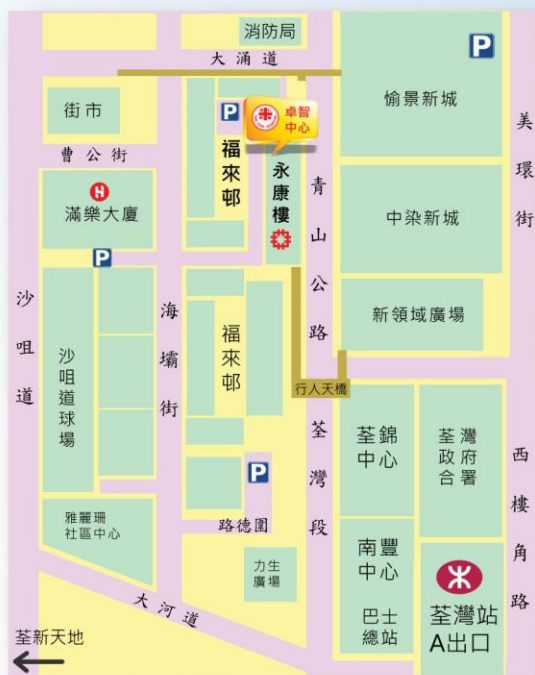 消防局
大涌道
P
愉景新城
街市
P
卓智
中心
美環街
曹公街
福來邨
永康樓
青山公路
H
滿樂大廈
中染新城
P
沙咀道
海壩街
新領域廣場
沙咀道球場
福來邨
行人天橋
荃灣段
荃錦
中心
荃灣
政府
合署
西樓角路
P
雅麗珊
社區中心
路德圍
力生
廣場
南豐
中心
巴士
總站
荃灣站
A出口
大河道
荃新天地